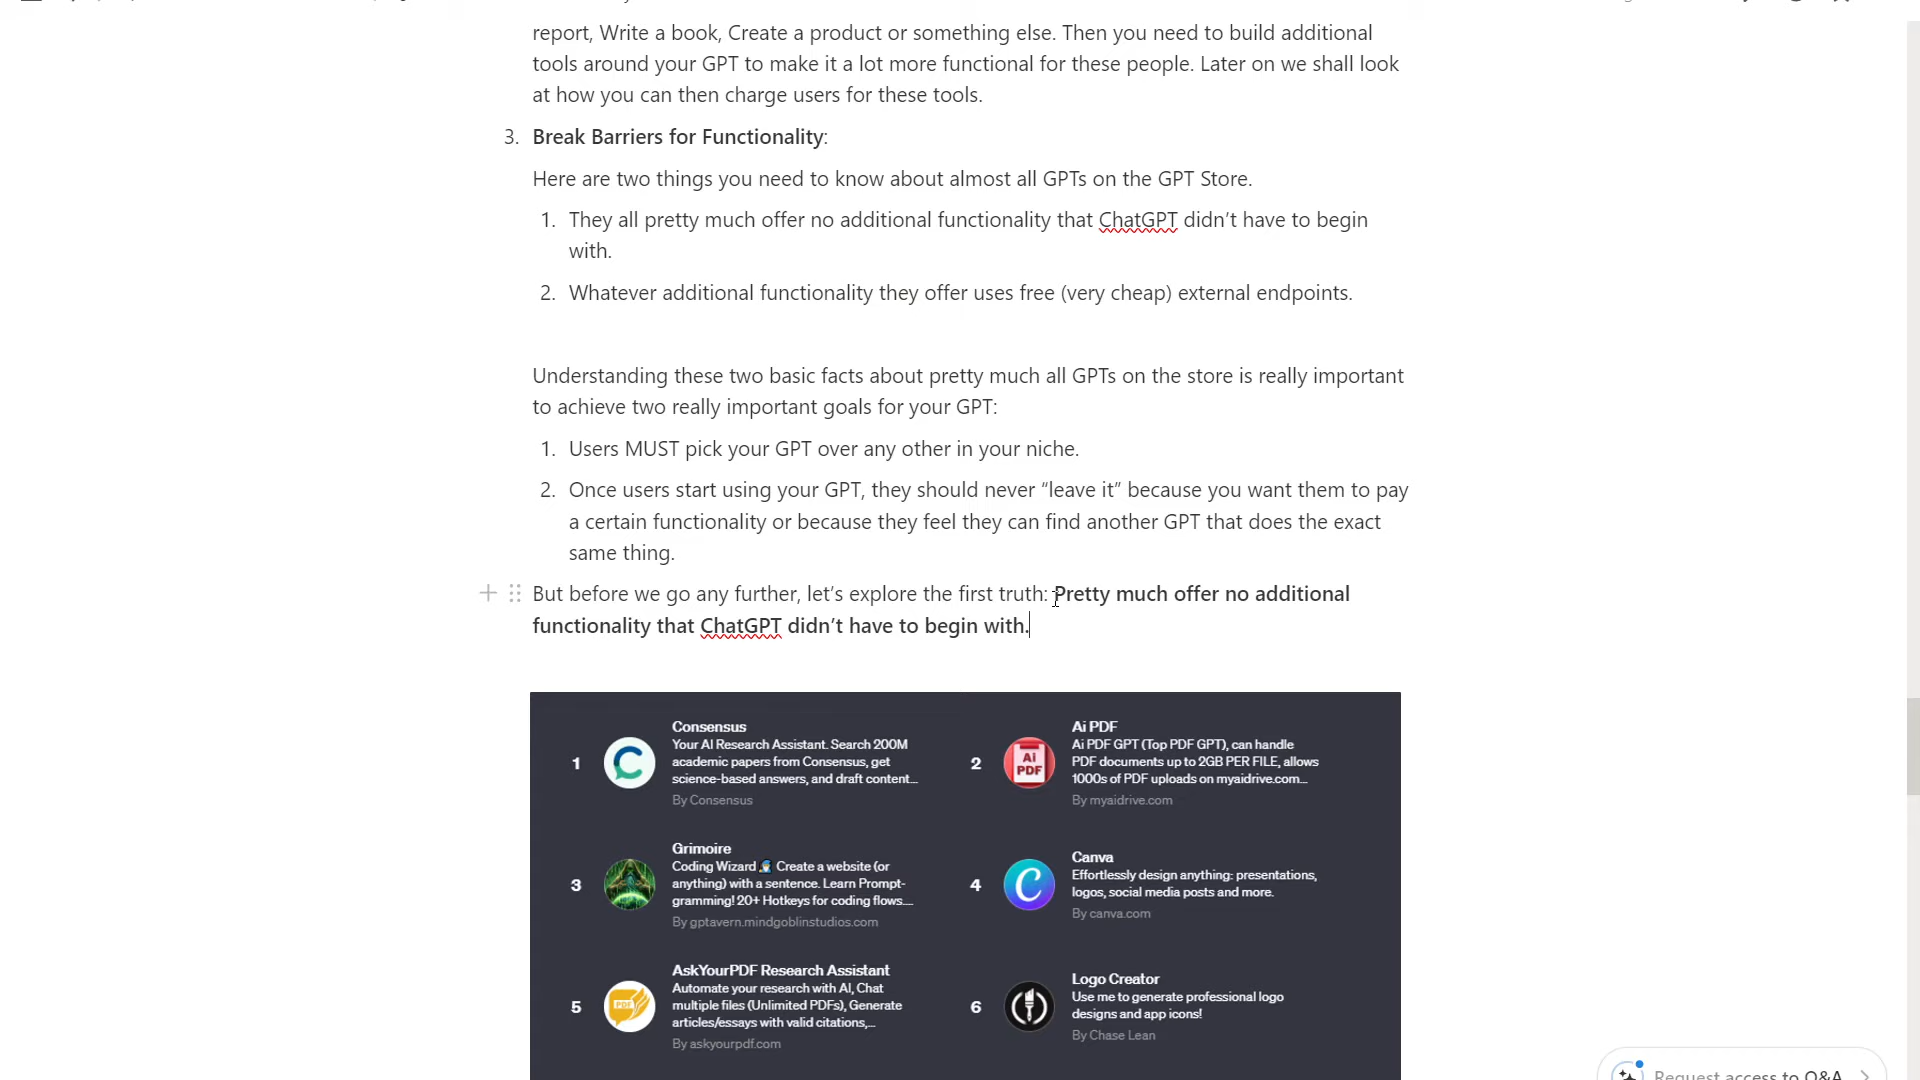 report, Write a book, Create a product or something else. Then you need to build additional
tools around your GPT to make it a lot more functional for these people. Later on we shall look
at how you can then charge users for these tools.
3. Break Barriers for Functionality:
Here are two things you need to know about almost all GPTs on the GPT Store.
1. They all pretty much offer no additional functionality that ChatGPT didn’t have to begin
with.
2. Whatever additional functionality they offer uses free (very cheap) external endpoints.
Understanding these two basic facts about pretty much all GPTs on the store is really important
to achieve two really important goals for your GPT:
1. Users MUST pick your GPT over any other in your niche.
2. Once users start using your GPT, they should never “leave it” because you want them to pay
a certain functionality or because they feel they can find another GPT that does the exact
same thing.
But before we go any further, let’s explore the first truth: Pretty much offer no additional
functionality that ChatGPT didn’t have to begin with.
1
Consensus
Your AI Research Assistant. Search 200M
academic papers from Consensus, get
science-based answers, and draft content...
By Consensus
2
Ai PDF
Ai PDF
Ai PDF GPT (Top PDF GPT), can handle
PDF documents up to 2GB PER FILE, allows
1000s of PDF uploads on myaidrive.com...
By myaidrive.com
3
Grimoire
Coding Wizard🧙‍♂️ Create a website (or
anything) with a sentence. Learn Prompt-
gramming! 20+ Hotkeys for coding flows....
By gptavern.mindgoblinstudios.com
4
Canva
Effortlessly design anything: presentations,
logos, social media posts and more.
By canva.com
5
PDF
AskYourPDF Research Assistant
Automate your research with AI, Chat
multiple files (Unlimited PDFs), Generate
articles/essays with valid citations,...
By askyourpdf.com
6
Logo Creator
Use me to generate professional logo
designs and app icons!
By Chase Lean
Request access to Q&A